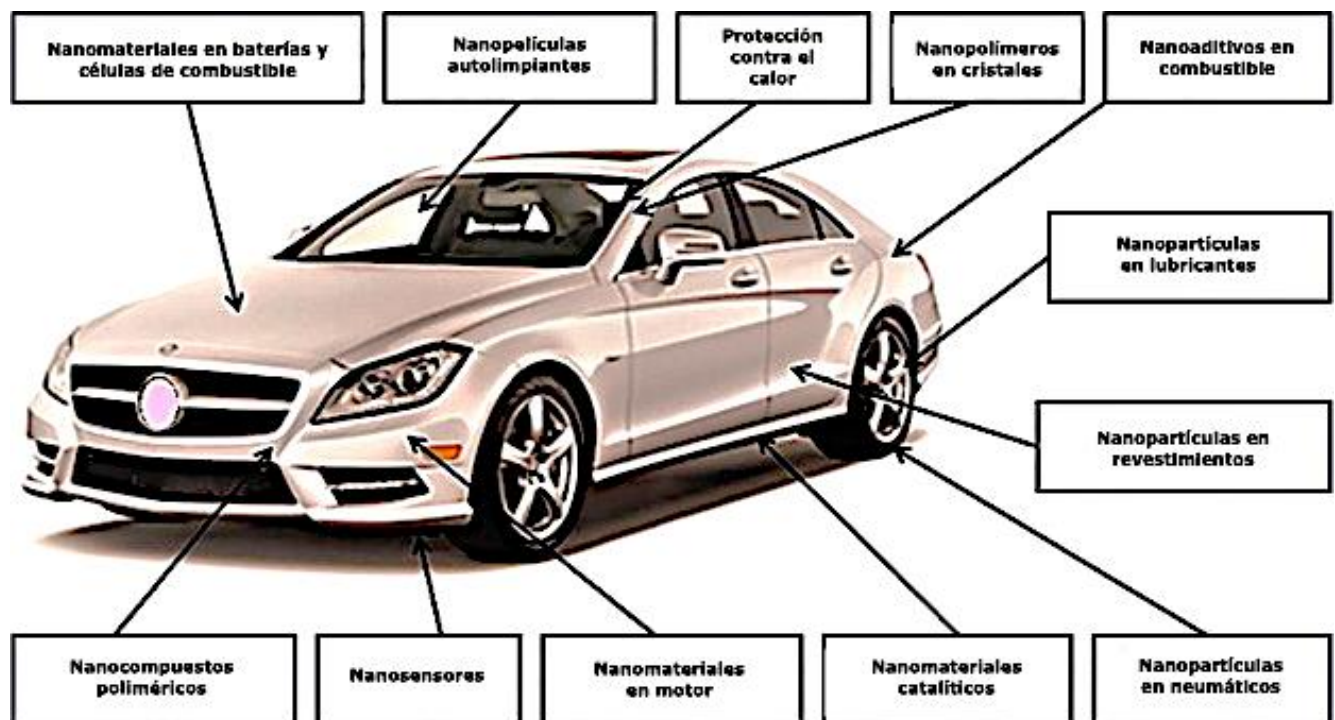 Nanomateriales en baterías y
células de combustible
Nanopelículas
autolimpiantes
Protección
contra el
calor
Nanopolímeros
en cristales
Nanoaditivos en
combustible
Nanopartículas
en lubricantes
Nanopartículas en
revestimientos
Nanocompuestos
poliméricos
Nanosensores
Nanomateriales
en motor
Nanomateriales
catalíticos
Nanopartículas
en neumáticos